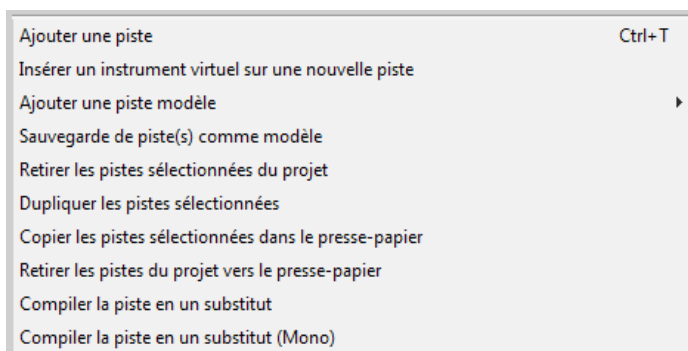 Ajouter une piste Ctrl+T
Insérer un instrument virtuel sur une nouvelle piste
Ajouter une piste modèle
Sauvegarde de piste(s) comme modèle
Retirer les pistes sélectionnées du projet
Dupliquer les pistes sélectionnées
Copier les pistes sélectionnées dans le presse-papier
Retirer les pistes du projet vers le presse-papier
Compiler la piste en un substitut
Compiler la piste en un substitut (Mono)